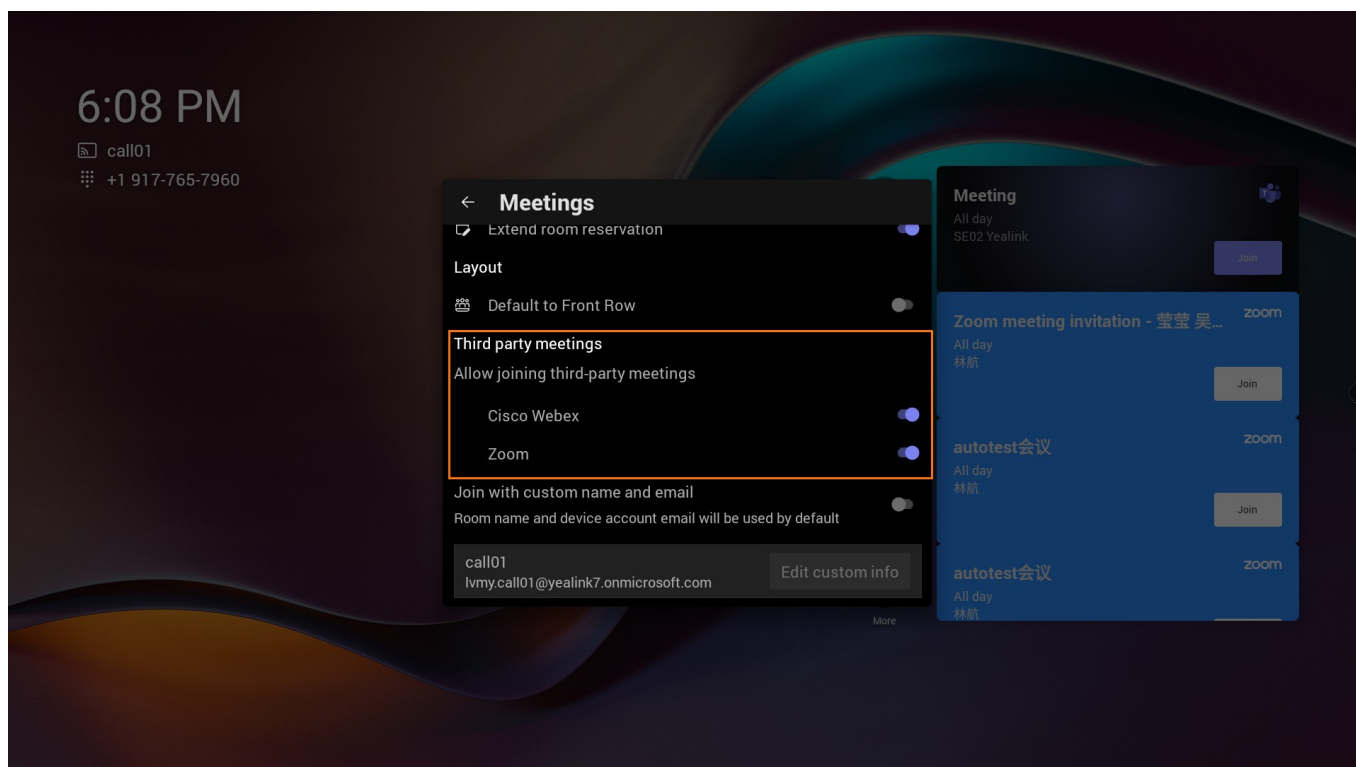 6:08 PM
call01
+1 917-765-7960
Meetings
Extend room reservation
Layout
Default to Front Row
Third party meetings
Allow joining third-party meetings
Cisco Webex
Zoom
Join with custom name and email
Room name and device account email will be used by default
call01
lvmy.call01@yealink7.onmicrosoft.com
Edit custom info
More
Meeting
All day
SE02 Yealink
Join
Zoom meeting invitation - 莹莹 吴...
zoom
All day
林航
Join
autotest会议
zoom
All day
林航
Join
autotest会议
zoom
All day
林航